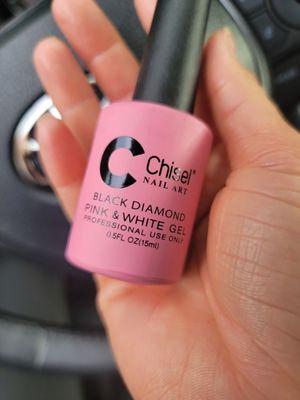 C Chisel®
NAIL ART
BLACK DIAMOND
PINK & WHITE GEL
PROFESSIONAL USE ONLY
0.5FL OZ(15ml)